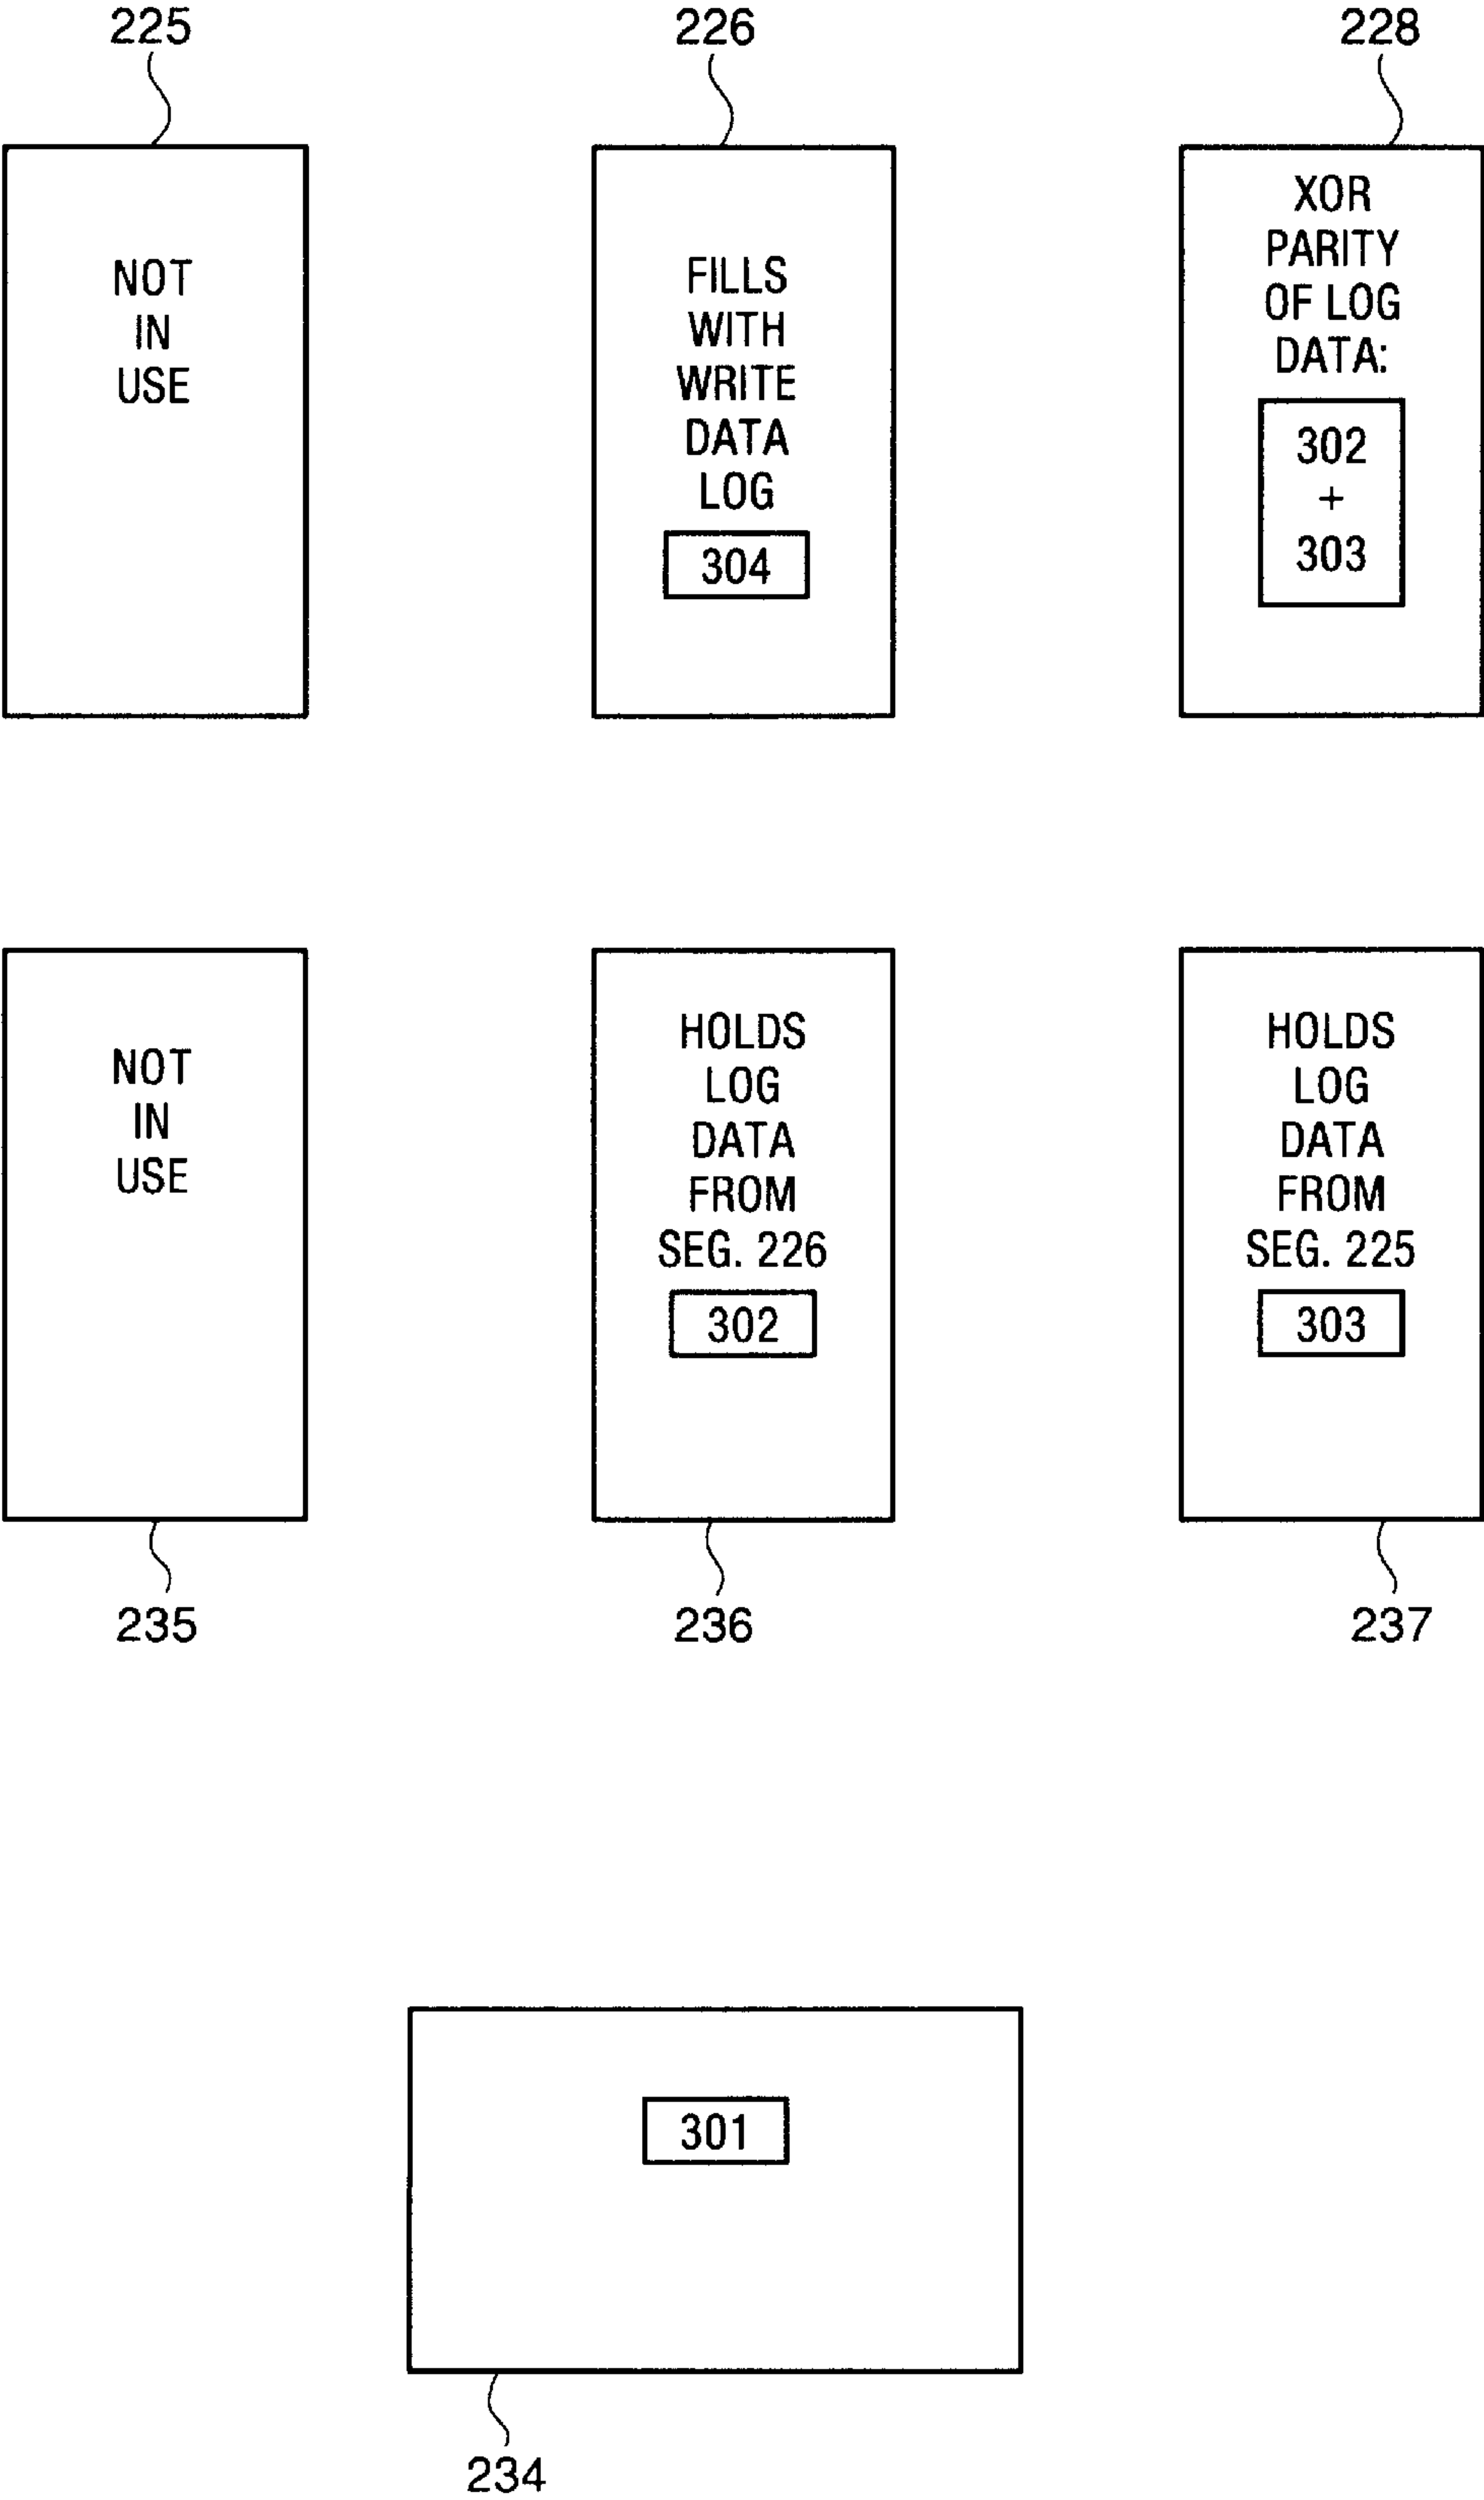 225
226
228
NOT
IN
USE
FILLS
WITH
WRITE
DATA
LOG
304
XOR
PARITY
OF LOG
DATA:
302
+
303
NOT
IN
USE
HOLDS
LOG
DATA
FROM
SEG. 226
302
HOLDS
LOG
DATA
FROM
SEG. 225
303
235
236
237
301
234